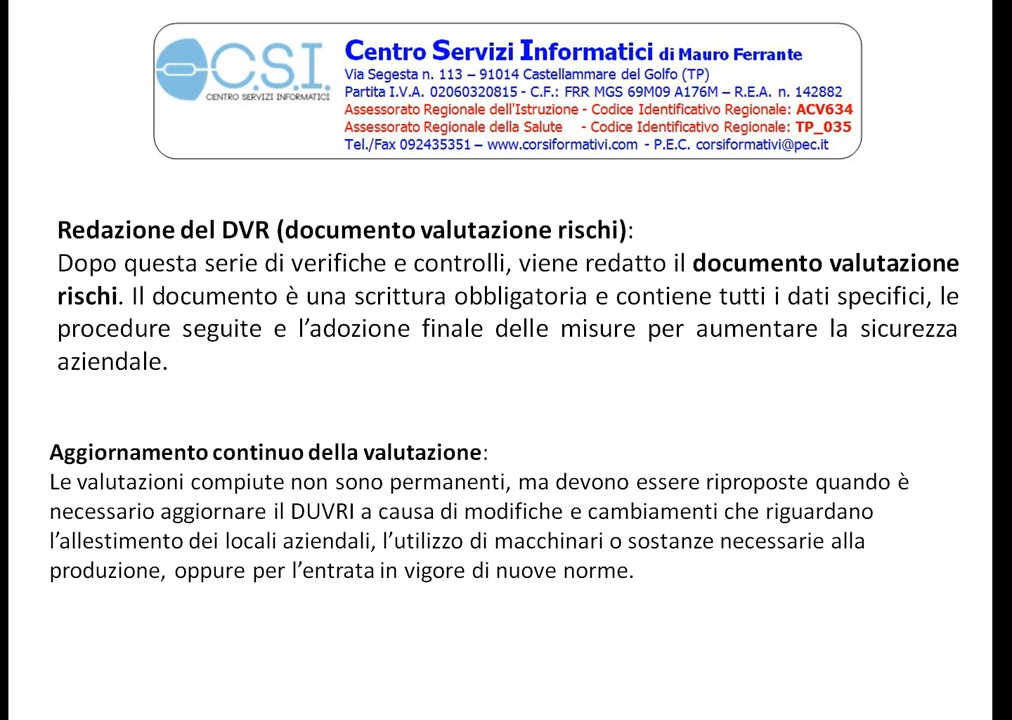 C.S.I.
CENTRO SERVIZI INFORMATICI
Centro Servizi Informatici di Mauro Ferrante
Via Segesta n. 113 – 91014 Castellammare del Golfo (TP)
Partita I.V.A. 02060320815 - C.F.: FRR MGS 69M09 A176M – R.E.A. n. 142882
Assessorato Regionale dell'Istruzione - Codice Identificativo Regionale: ACV634
Assessorato Regionale della Salute - Codice Identificativo Regionale: TP_035
Tel./Fax 092435351 – www.corsiformativi.com - P.E.C. corsiformativi@pec.it
Redazione del DVR (documento valutazione rischi):
Dopo questa serie di verifiche e controlli, viene redatto il documento valutazione
rischi. Il documento è una scrittura obbligatoria e contiene tutti i dati specifici, le
procedure seguite e l’adozione finale delle misure per aumentare la sicurezza
aziendale.
Aggiornamento continuo della valutazione:
Le valutazioni compiute non sono permanenti, ma devono essere riproposte quando è
necessario aggiornare il DUVRI a causa di modifiche e cambiamenti che riguardano
l’allestimento dei locali aziendali, l’utilizzo di macchinari o sostanze necessarie alla
produzione, oppure per l’entrata in vigore di nuove norme.